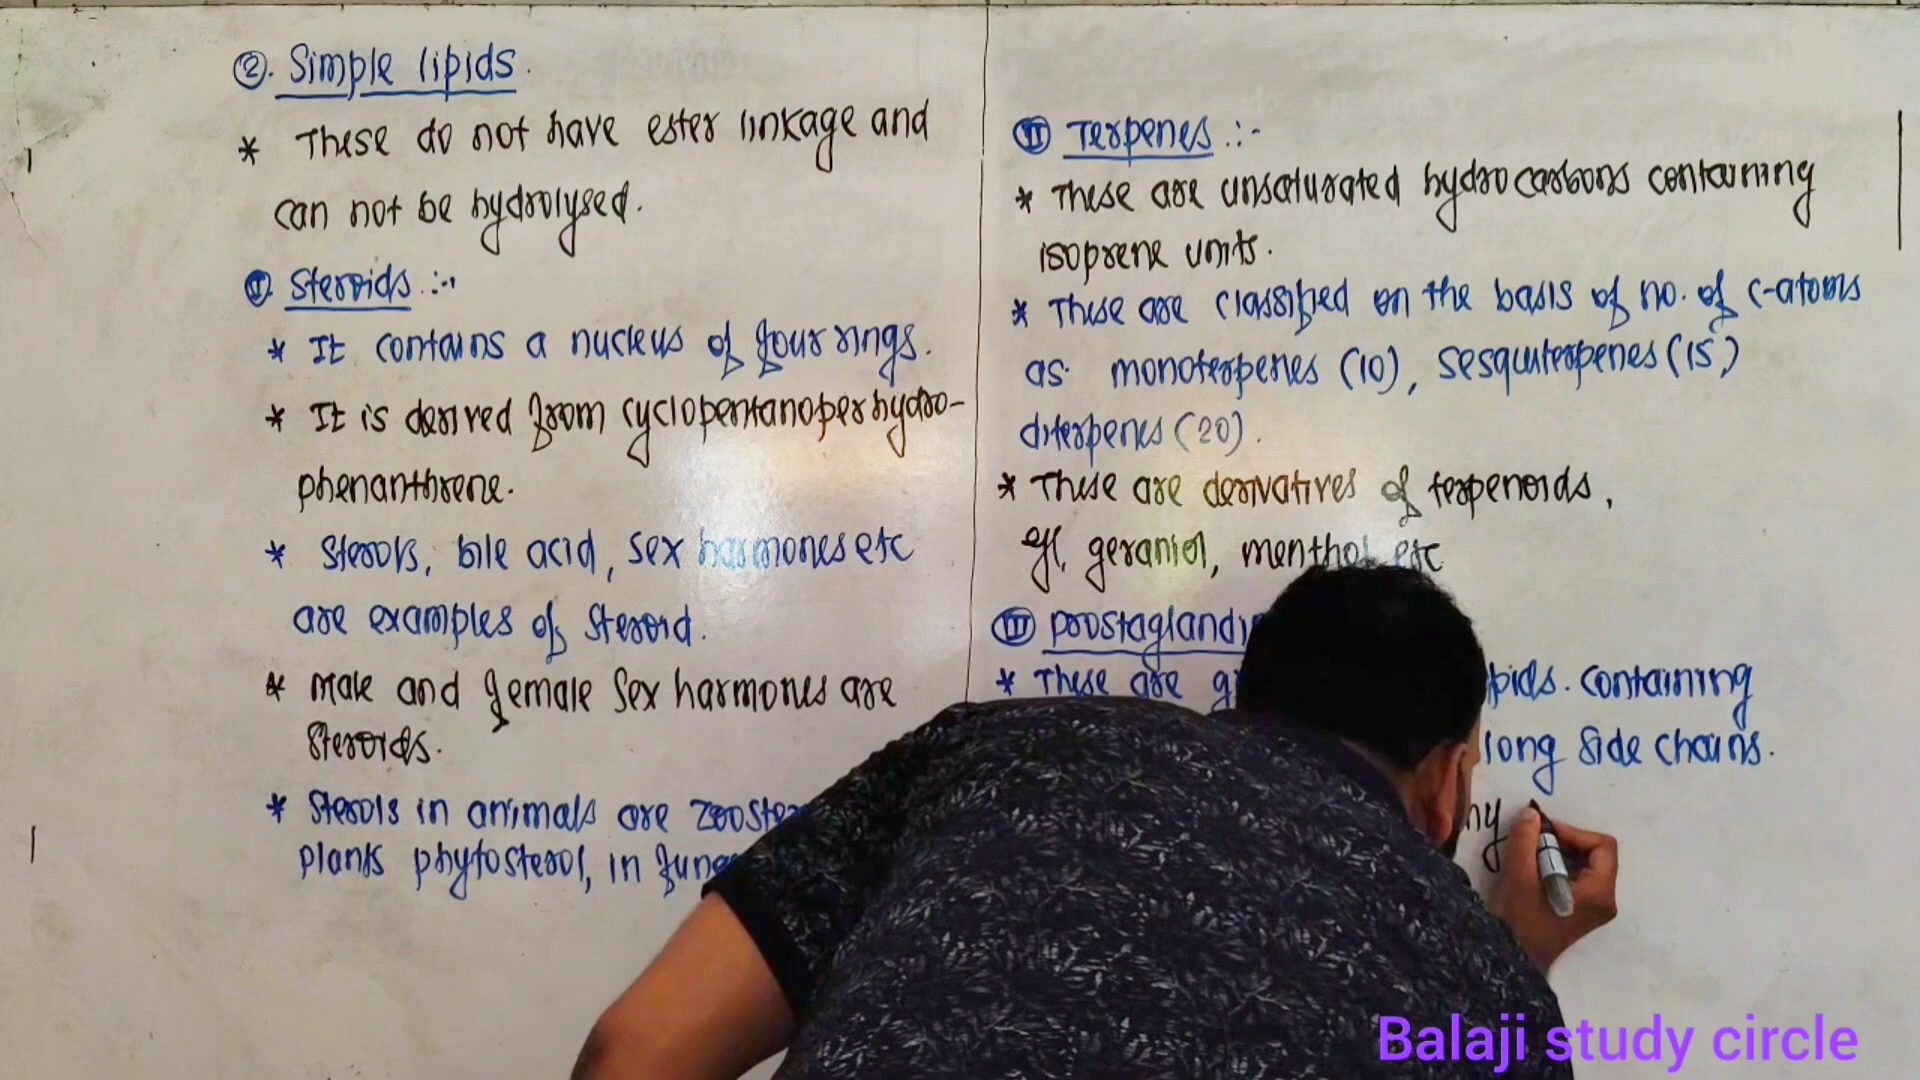 ②. Simple lipids.
* These do not have ester linkage and
can not be hydrolysed.
Ⓘ. Steroids :-
* It contains a nucleus of four rings.
* It is derived from cyclopentanoperhydro-
phenanthrene.
* Sterols, bile acid, sex harmones etc
are examples of steroid.
* Male and female sex harmones are
steroids.
* Sterols in animals are
plants phytosterol, in
Ⓘⓘ Terpenes :-
* These are unsaturated hydrocarbons containing
isoprene units.
* These are classified on the basis of no. of c-atoms
as monoterpenes (10), sesquiterpenes (15)
diterpenes (20).
* These are derivatives of terpenoids,
eg, geraniol, menthol etc
III
* These are containing
long side chains.
Balaji study circle